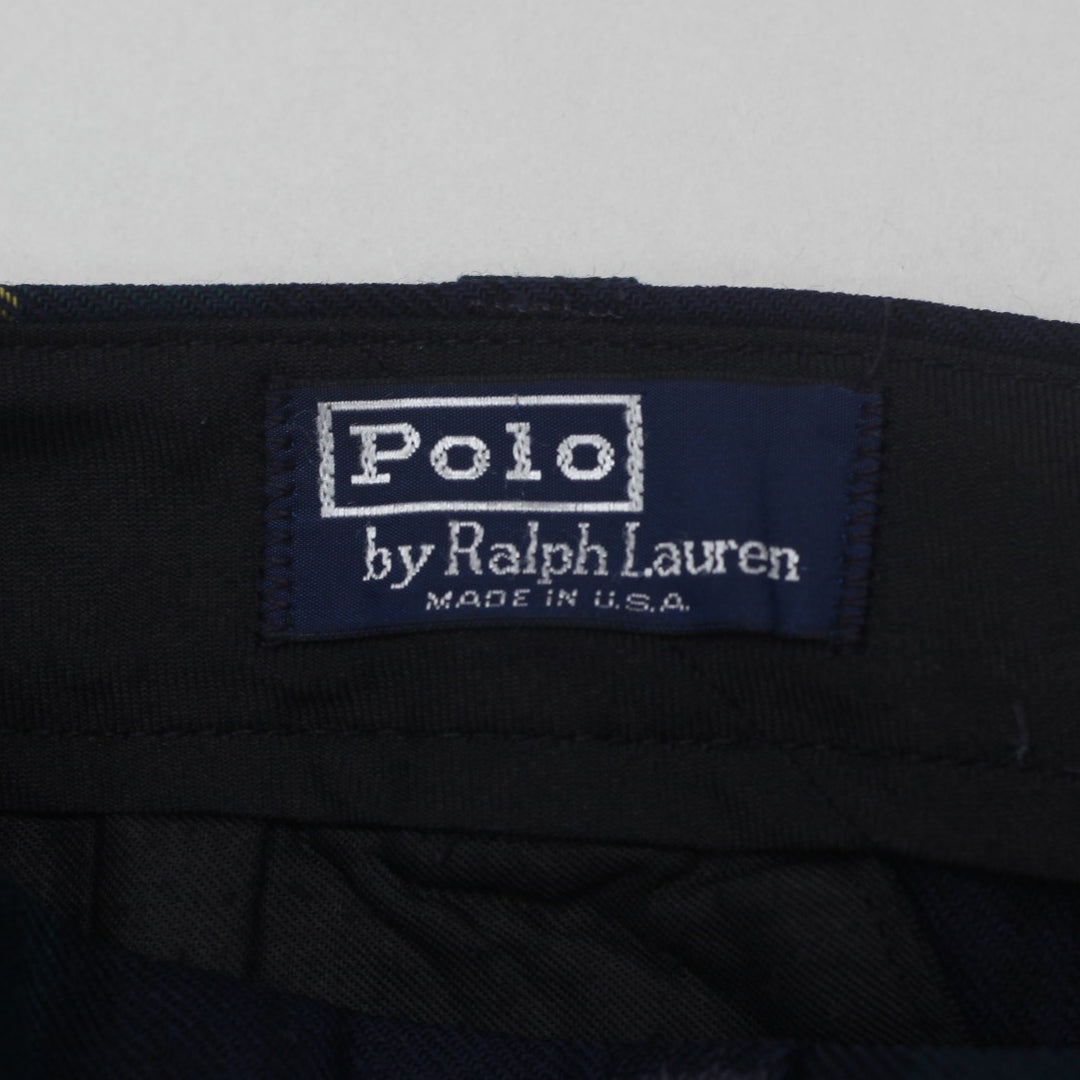 Polo
by Ralph Lauren
MADE IN U.S.A.